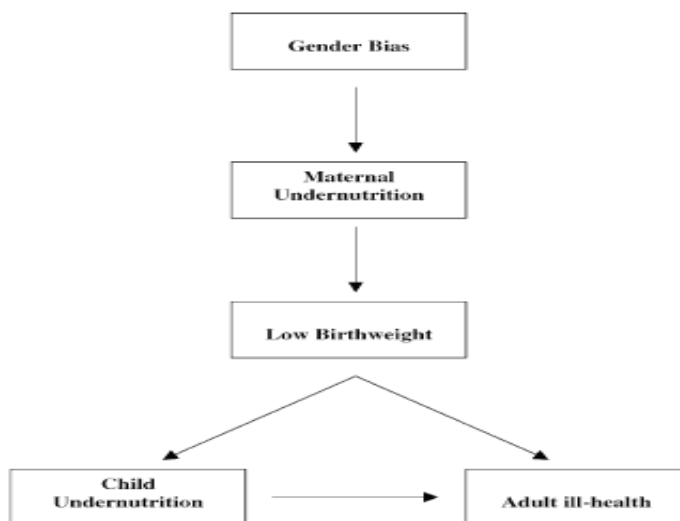 Gender Bias
Maternal
Undernutrition
Low Birthweight
Child
Undernutrition
Adult ill-health